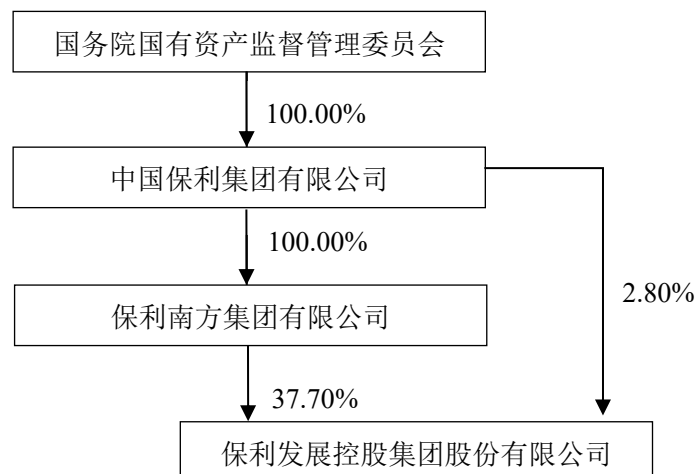 国务院国有资产监督管理委员会
100.00%
中国保利集团有限公司
100.00%
保利南方集团有限公司
2.80%
37.70%
保利发展控股集团股份有限公司